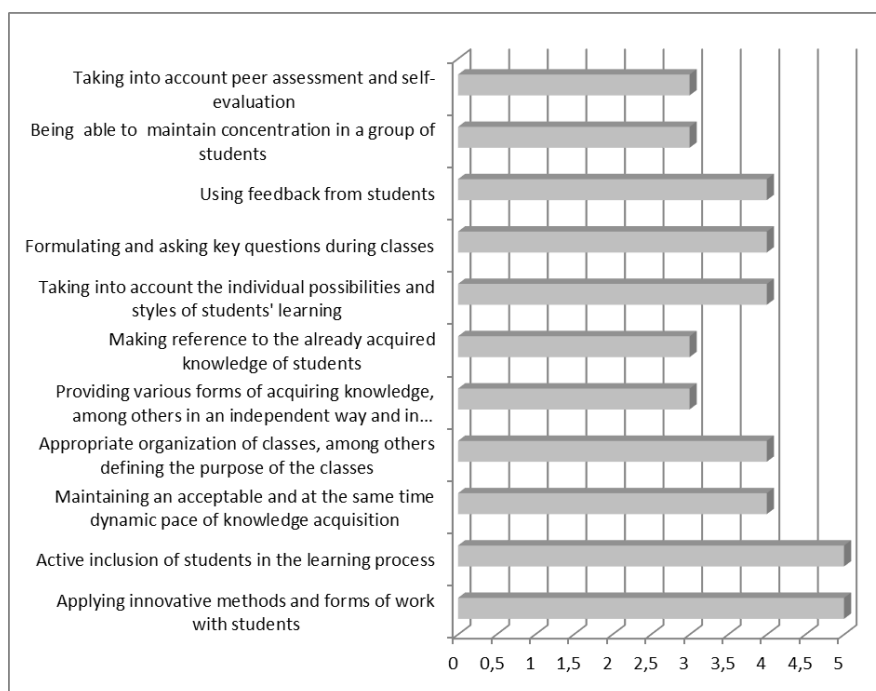 Taking into account peer assessment and self-
evaluation
Being able to maintain concentration in a group of
students
Using feedback from students
Formulating and asking key questions during classes
Taking into account the individual possibilities and
styles of students' learning
Making reference to the already acquired
knowledge of students
Providing various forms of acquiring knowledge,
among others in an independent way and in...
Appropriate organization of classes, among others
defining the purpose of the classes
Maintaining an acceptable and at the same time
dynamic pace of knowledge acquisition
Active inclusion of students in the learning process
Applying innovative methods and forms of work
with students
0 0,5 1 1,5 2 2,5 3 3,5 4 4,5 5